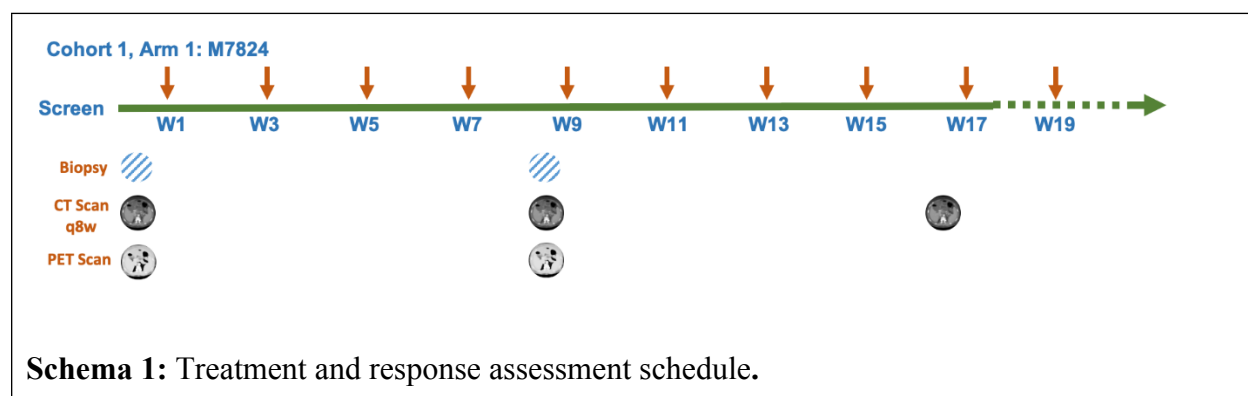 Cohort 1, Arm 1: M7824
Screen
W1 W3 W5 W7 W9 W11 W13 W15 W17 W19
Biopsy
CT Scan
q8w
PET Scan
Schema 1: Treatment and response assessment schedule.